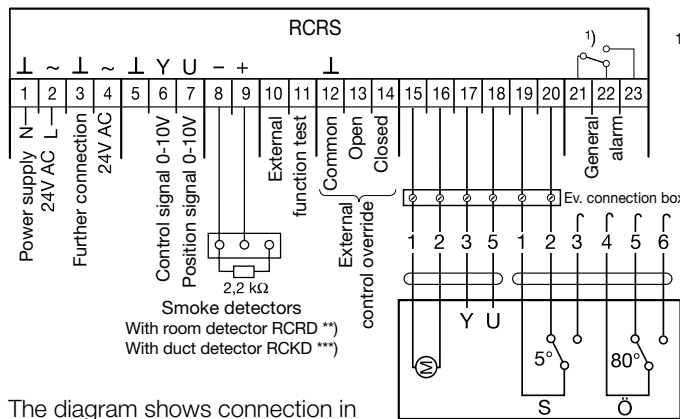 RCRS
1)
1
⊥ ~ ⊥ ~ ⊥ Y U − + ⊥
1 2 3 4 5 6 7 8 9 10 11 12 13 14 15 16 17 18 19 20 21 22 23
Power supply N
24V AC L
Further connection
24V AC
Control signal 0-10V
Position signal 0-10V
External
function test
Common
Open
Closed
External
control override
General
alarm
Ev. connection box
1 2 3 5 1 2 3 4 5 6
2,2 kΩ
Smoke detectors
With room detector RCRD **)
With duct detector RCKD ***)
Y U
M
5°
80°
S
Ö
The diagram shows connection in